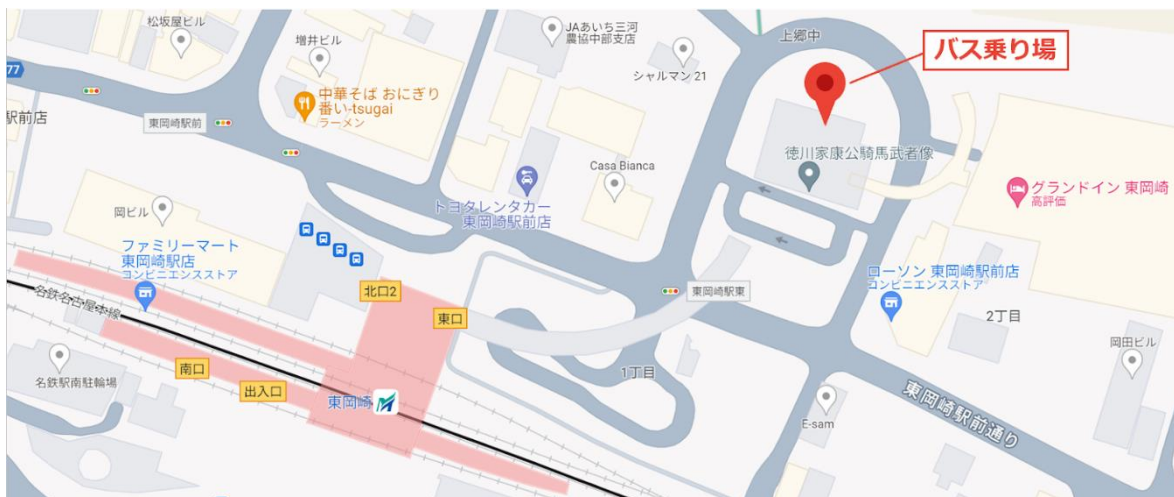 松坂屋ビル
増井ビル
JAあいち三河
農協中部支店
シャルマン 21
上郷中
バス乗り場
77
駅前店
東岡崎駅前
中華そば おにぎり
番い-tsugai
ラーメン
徳川家康公騎馬武者像
Casa Bianca
グランドイン 東岡崎
高評価
トヨタレンタカー
東岡崎駅前店
岡ビル
ファミリーマート
東岡崎駅店
コンビニエンスストア
北口2
東口
東岡崎駅東
ローソン 東岡崎駅前店
コンビニエンスストア
2丁目
岡田ビル
名鉄名古屋本線
名鉄駅南駐輪場
南口
出入口
東岡崎
1丁目
E-sam
東岡崎駅前通り